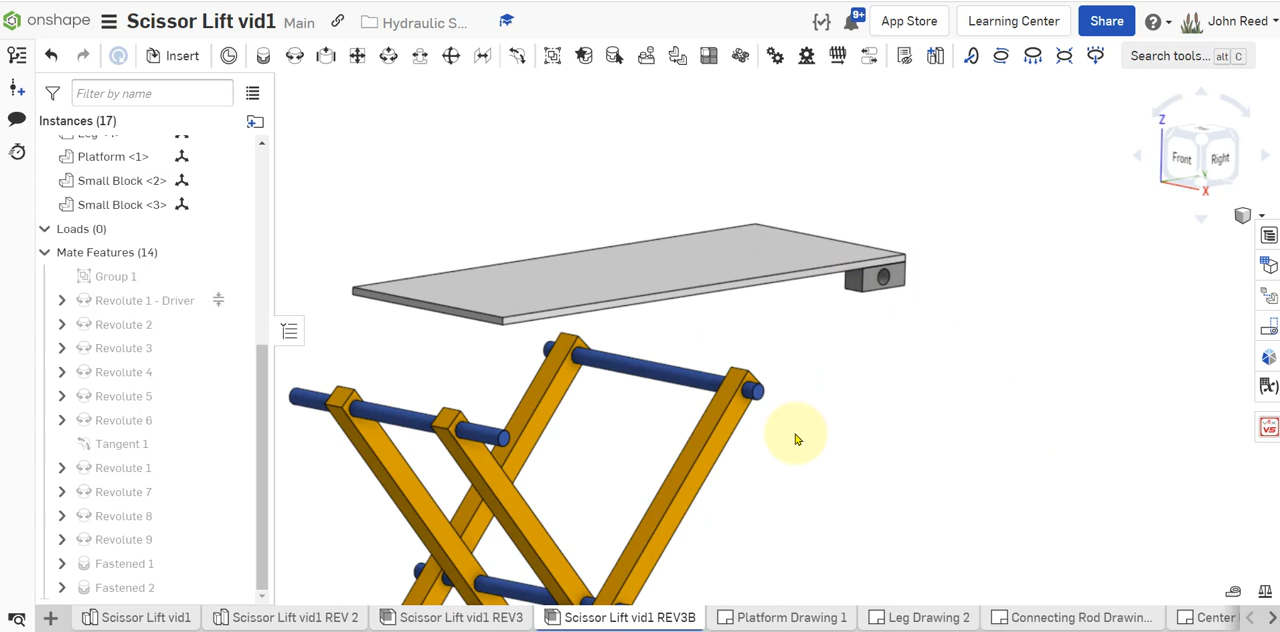 onshape Scissor Lift vid1 Main Hydraulic S... 9+ App Store Learning Center Share John Reed
Insert Search tools... alt C
Filter by name
Instances (17)
Platform <1>
Small Block <2>
Small Block <3>
Loads (0)
Mate Features (14)
Group 1
Revolute 1 - Driver
Revolute 2
Revolute 3
Revolute 4
Revolute 5
Revolute 6
Tangent 1
Revolute 1
Revolute 7
Revolute 8
Revolute 9
Fastened 1
Fastened 2
Z
Front Right
X
Scissor Lift vid1 Scissor Lift vid1 REV 2 Scissor Lift vid1 REV3 Scissor Lift vid1 REV3B Platform Drawing 1 Leg Drawing 2 Connecting Rod Drawin... Center